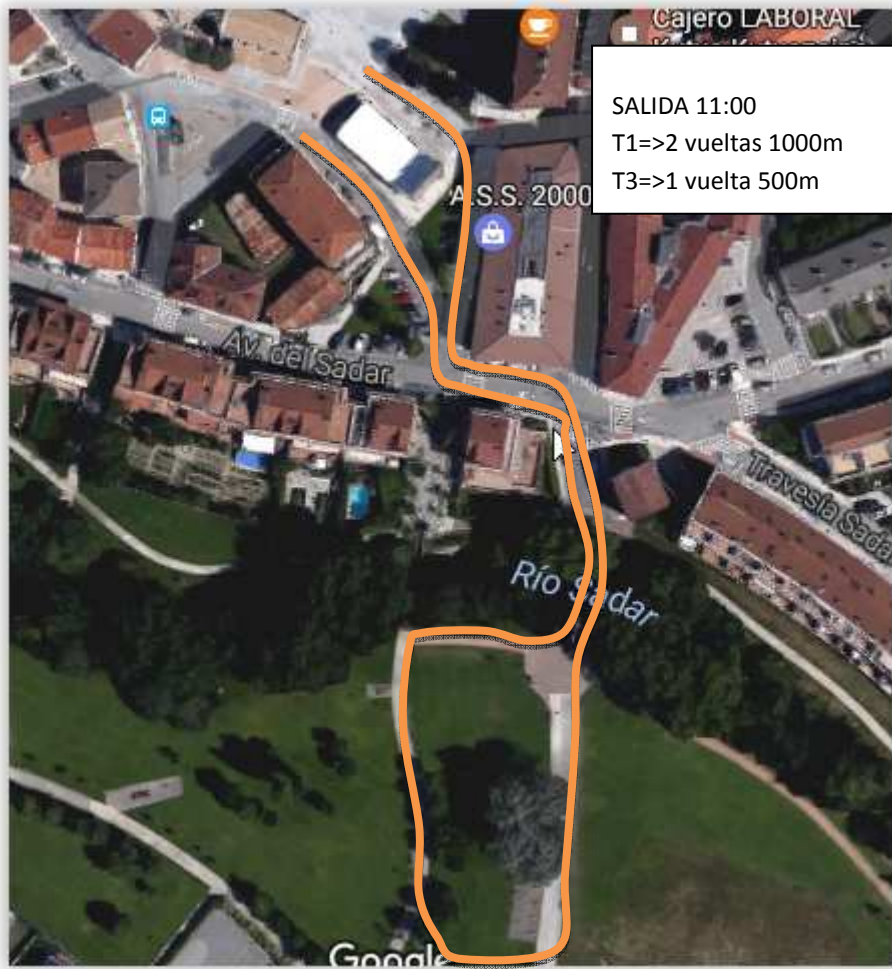 Cajero LABORAL
SALIDA 11:00
T1=>2 vueltas 1000m
T3=>1 vuelta 500m
A.S.S. 2000
Av. del Sadar
Travesía Sadar
Río Sadar
Google